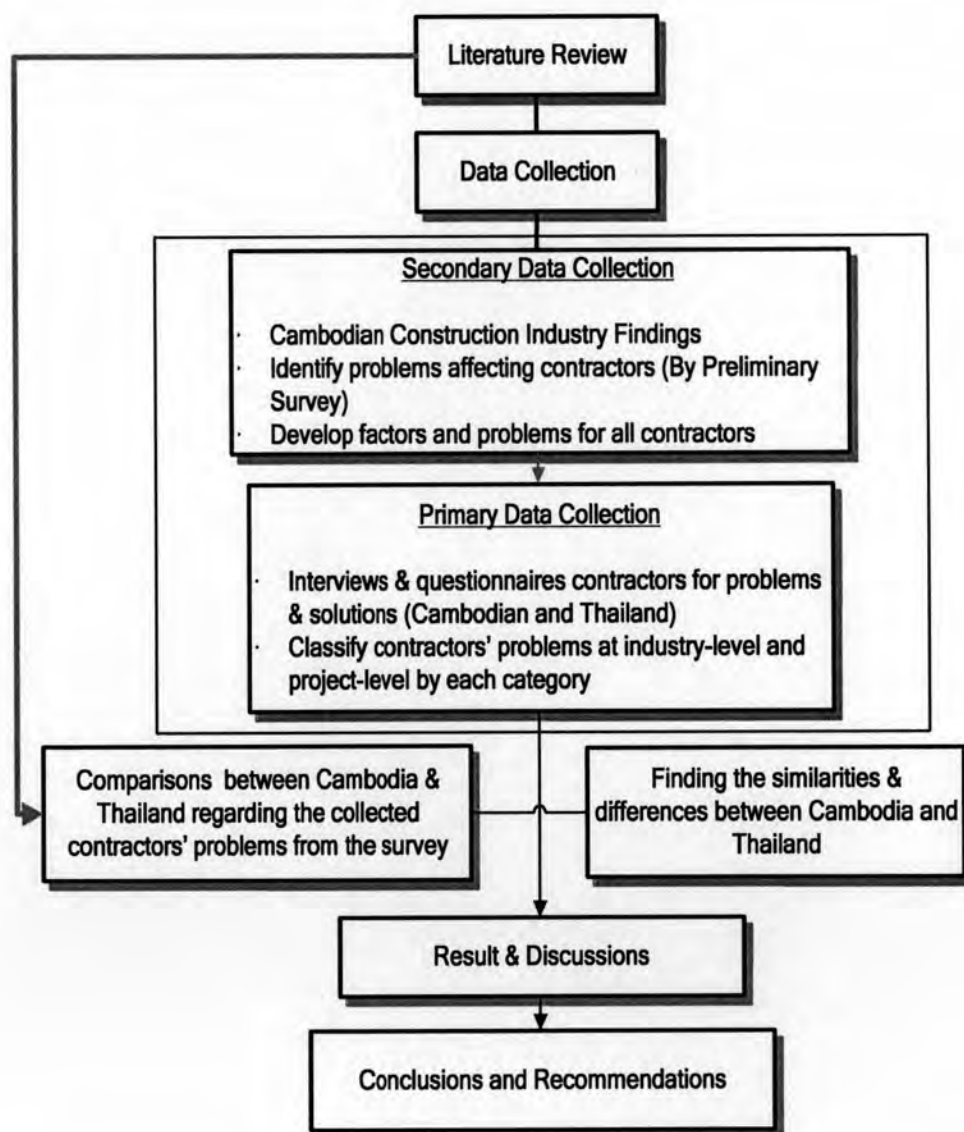 Literature Review
Data Collection
Secondary Data Collection
· Cambodian Construction Industry Findings
· Identify problems affecting contractors (By Preliminary
Survey)
· Develop factors and problems for all contractors
Primary Data Collection
· Interviews & questionnaires contractors for problems
& solutions (Cambodian and Thailand)
· Classify contractors' problems at industry-level and
project-level by each category
Comparisons between Cambodia &
Thailand regarding the collected
contractors' problems from the survey
Finding the similarities &
differences between Cambodia and
Thailand
Result & Discussions
Conclusions and Recommendations